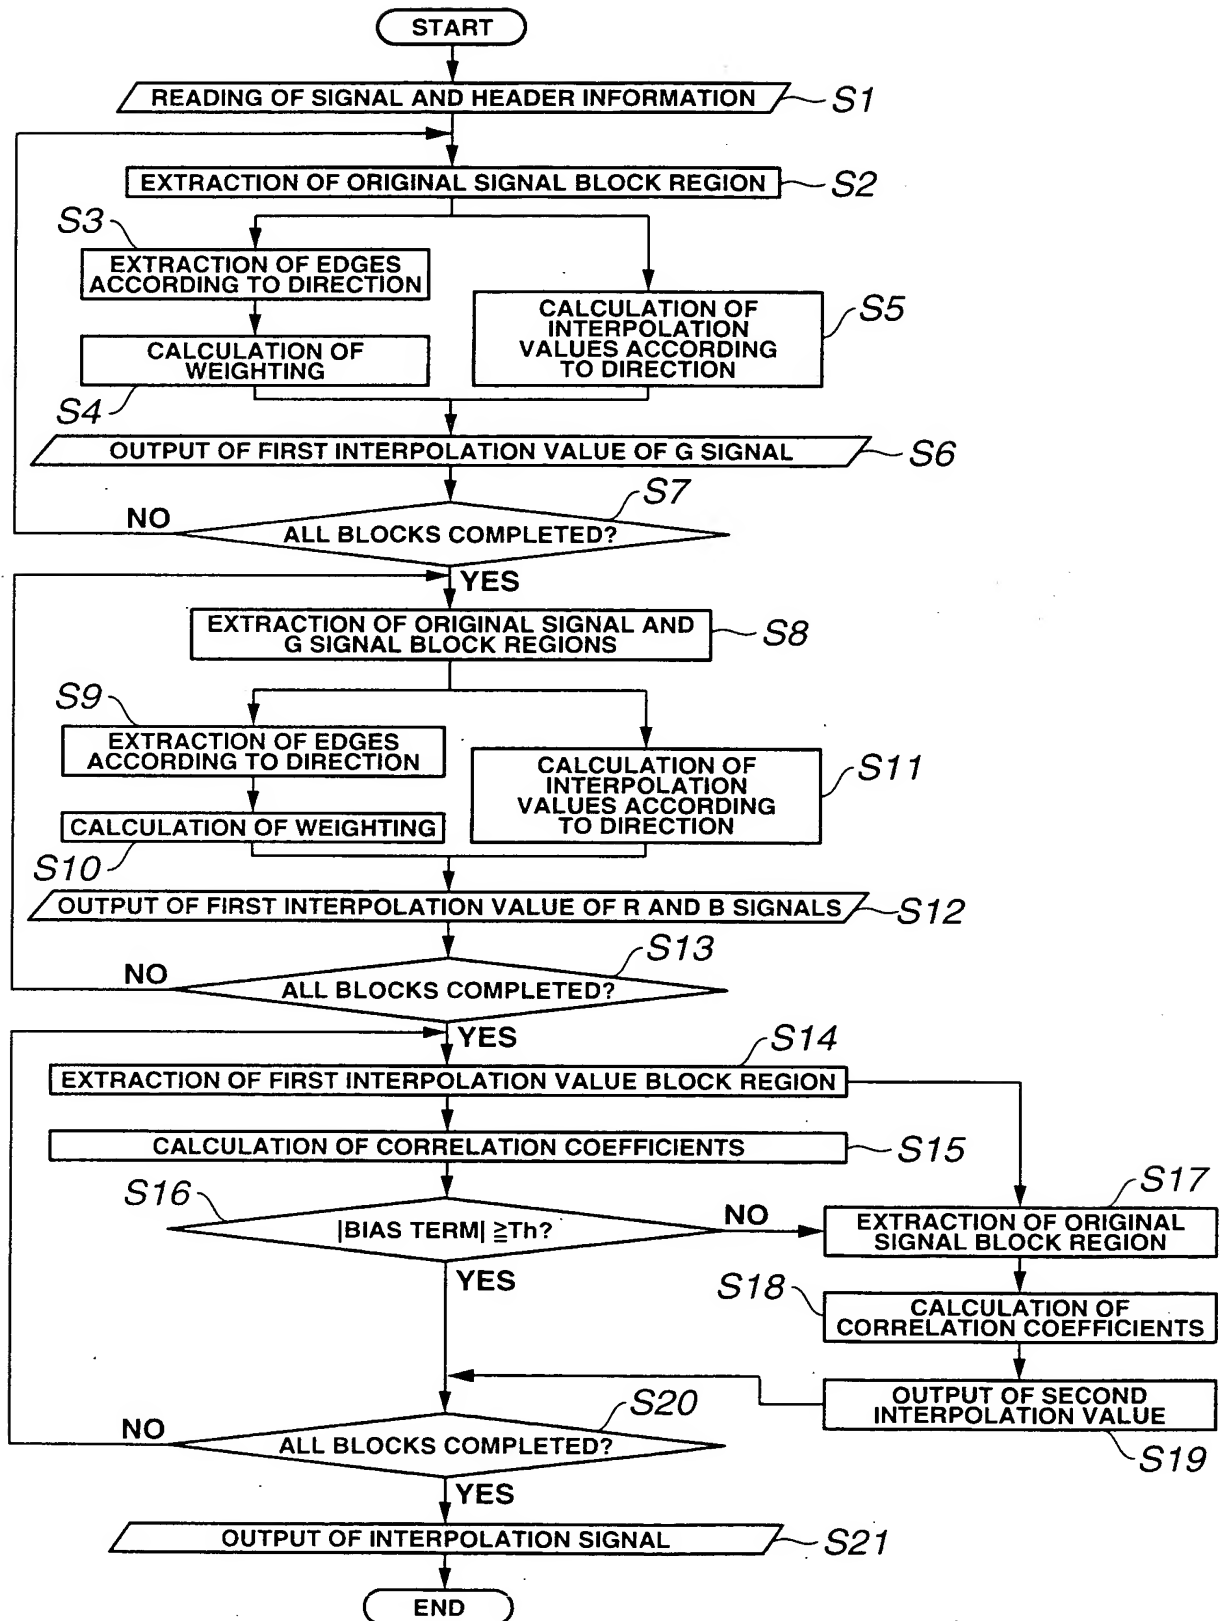 START
READING OF SIGNAL AND HEADER INFORMATION
S1
EXTRACTION OF ORIGINAL SIGNAL BLOCK REGION
S2
S3
EXTRACTION OF EDGES
ACCORDING TO DIRECTION
CALCULATION OF
WEIGHTING
S4
CALCULATION OF
INTERPOLATION
VALUES ACCORDING
TO DIRECTION
S5
OUTPUT OF FIRST INTERPOLATION VALUE OF G SIGNAL
S6
S7
NO
ALL BLOCKS COMPLETED?
YES
EXTRACTION OF ORIGINAL SIGNAL AND
G SIGNAL BLOCK REGIONS
S8
S9
EXTRACTION OF EDGES
ACCORDING TO DIRECTION
CALCULATION OF WEIGHTING
S10
CALCULATION OF
INTERPOLATION
VALUES ACCORDING
TO DIRECTION
S11
OUTPUT OF FIRST INTERPOLATION VALUE OF R AND B SIGNALS
S12
S13
NO
ALL BLOCKS COMPLETED?
YES
S14
EXTRACTION OF FIRST INTERPOLATION VALUE BLOCK REGION
CALCULATION OF CORRELATION COEFFICIENTS
S15
S16
|BIAS TERM| ≧Th?
NO
YES
S17
EXTRACTION OF ORIGINAL
SIGNAL BLOCK REGION
S18
CALCULATION OF
CORRELATION COEFFICIENTS
OUTPUT OF SECOND
INTERPOLATION VALUE
S19
S20
NO
ALL BLOCKS COMPLETED?
YES
OUTPUT OF INTERPOLATION SIGNAL
S21
END